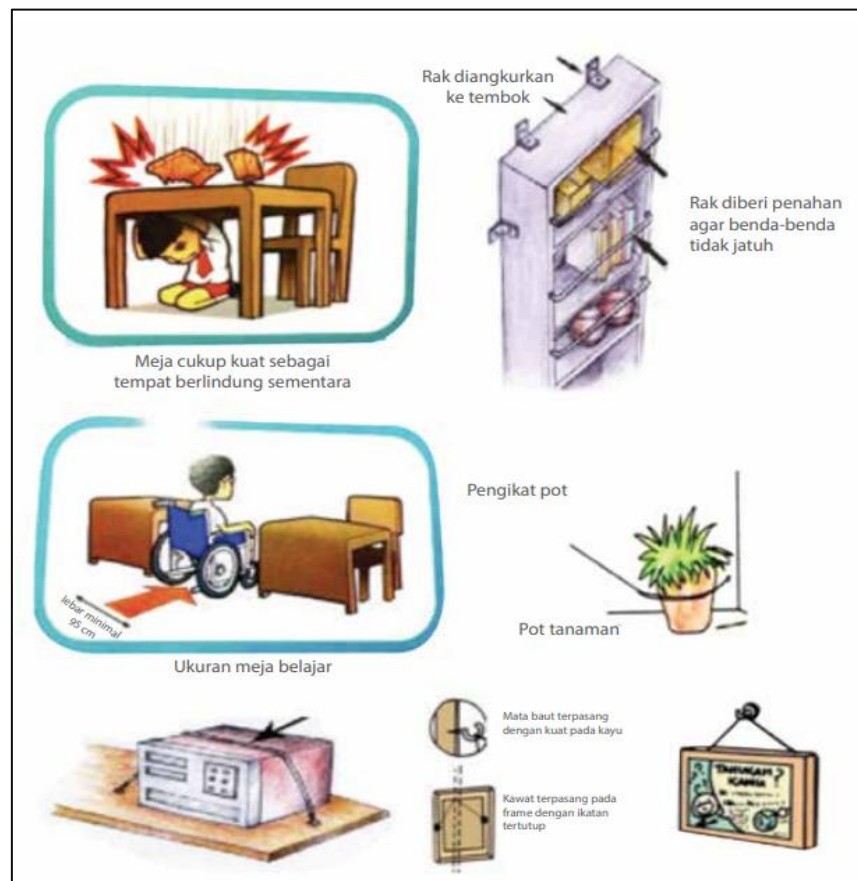 Rak diangkurkan
ke tembok
Rak diberi penahan
agar benda-benda
tidak jatuh
Meja cukup kuat sebagai
tempat berlindung sementara
lebar minimal
95 cm
Ukuran meja belajar
Pengikat pot
Pot tanaman
Mata baut terpasang
dengan kuat pada kayu
Kawat terpasang pada
frame dengan ikatan
tertutup